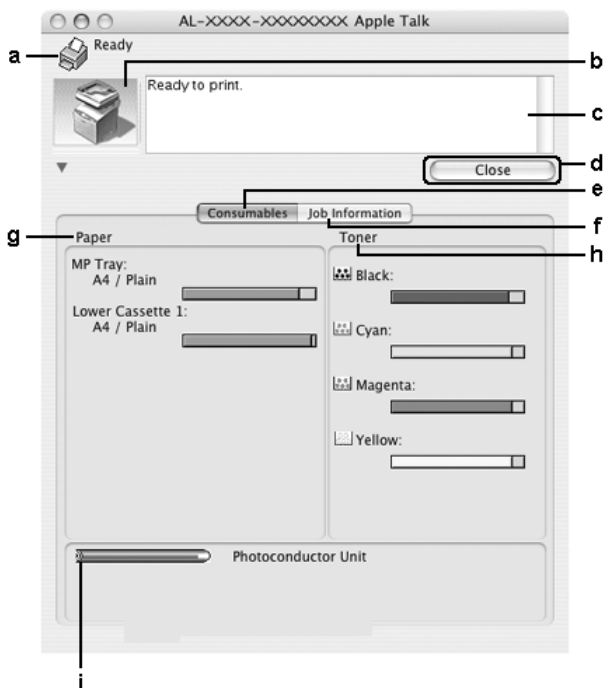 AL-XXXX-XXXXXXXX Apple Talk
a
Ready
b
Ready to print.
c
d
Close
e
Consumables
Job Information
f
g
Paper
Toner
h
MP Tray:
A4 / Plain
Black:
Lower Cassette 1:
A4 / Plain
Cyan:
Magenta:
Yellow:
Photoconductor Unit
i